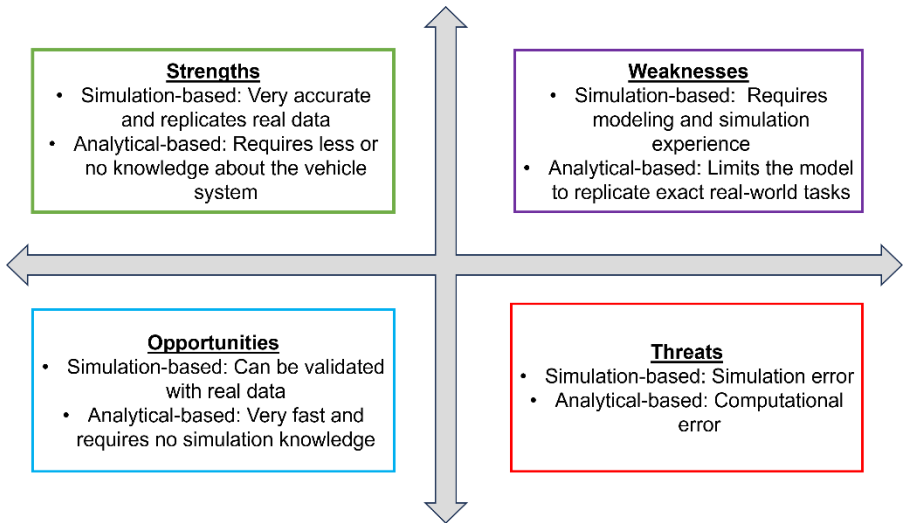 Strengths
• Simulation-based: Very accurate
and replicates real data
• Analytical-based: Requires less or
no knowledge about the vehicle
system
Weaknesses
• Simulation-based: Requires
modeling and simulation
experience
• Analytical-based: Limits the model
to replicate exact real-world tasks
Opportunities
• Simulation-based: Can be validated
with real data
• Analytical-based: Very fast and
requires no simulation knowledge
Threats
• Simulation-based: Simulation error
• Analytical-based: Computational
error